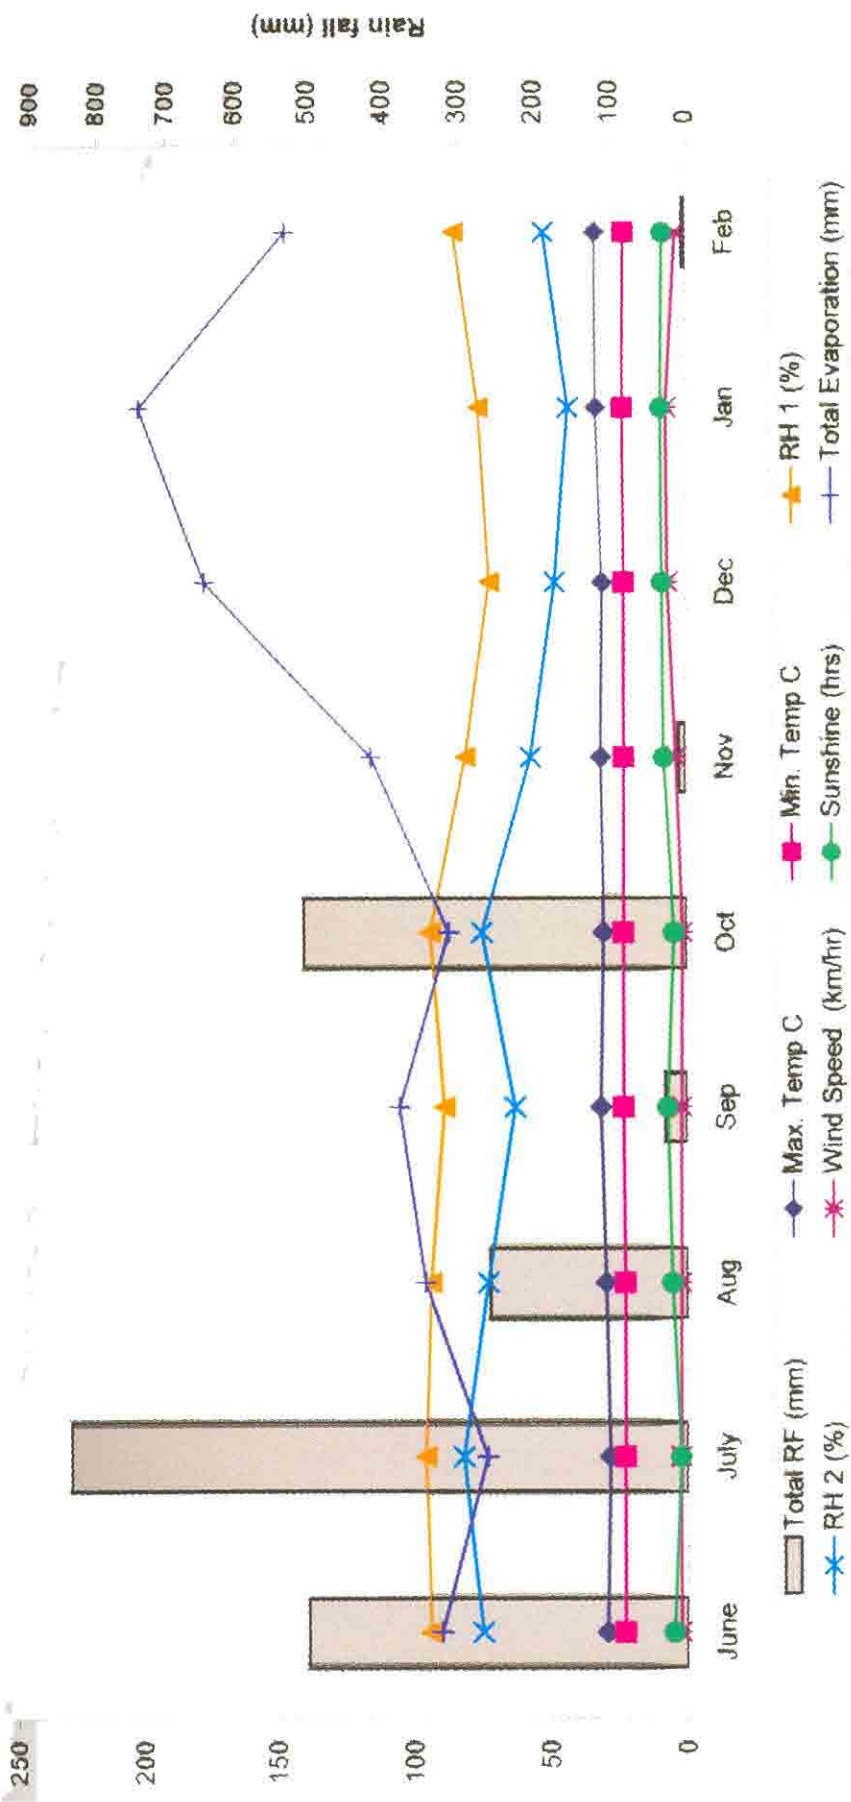 250
200
150
100
50
0
June
July
Aug
Sep
Oct
Nov
Dec
Jan
Feb
900
800
700
600
500
400
300
200
100
0
Rain fall (mm)
Total RF (mm)
Max. Temp C
Min. Temp C
RH 1 (%)
RH 2 (%)
Wind Speed (km/hr)
Sunshine (hrs)
Total Evaporation (mm)